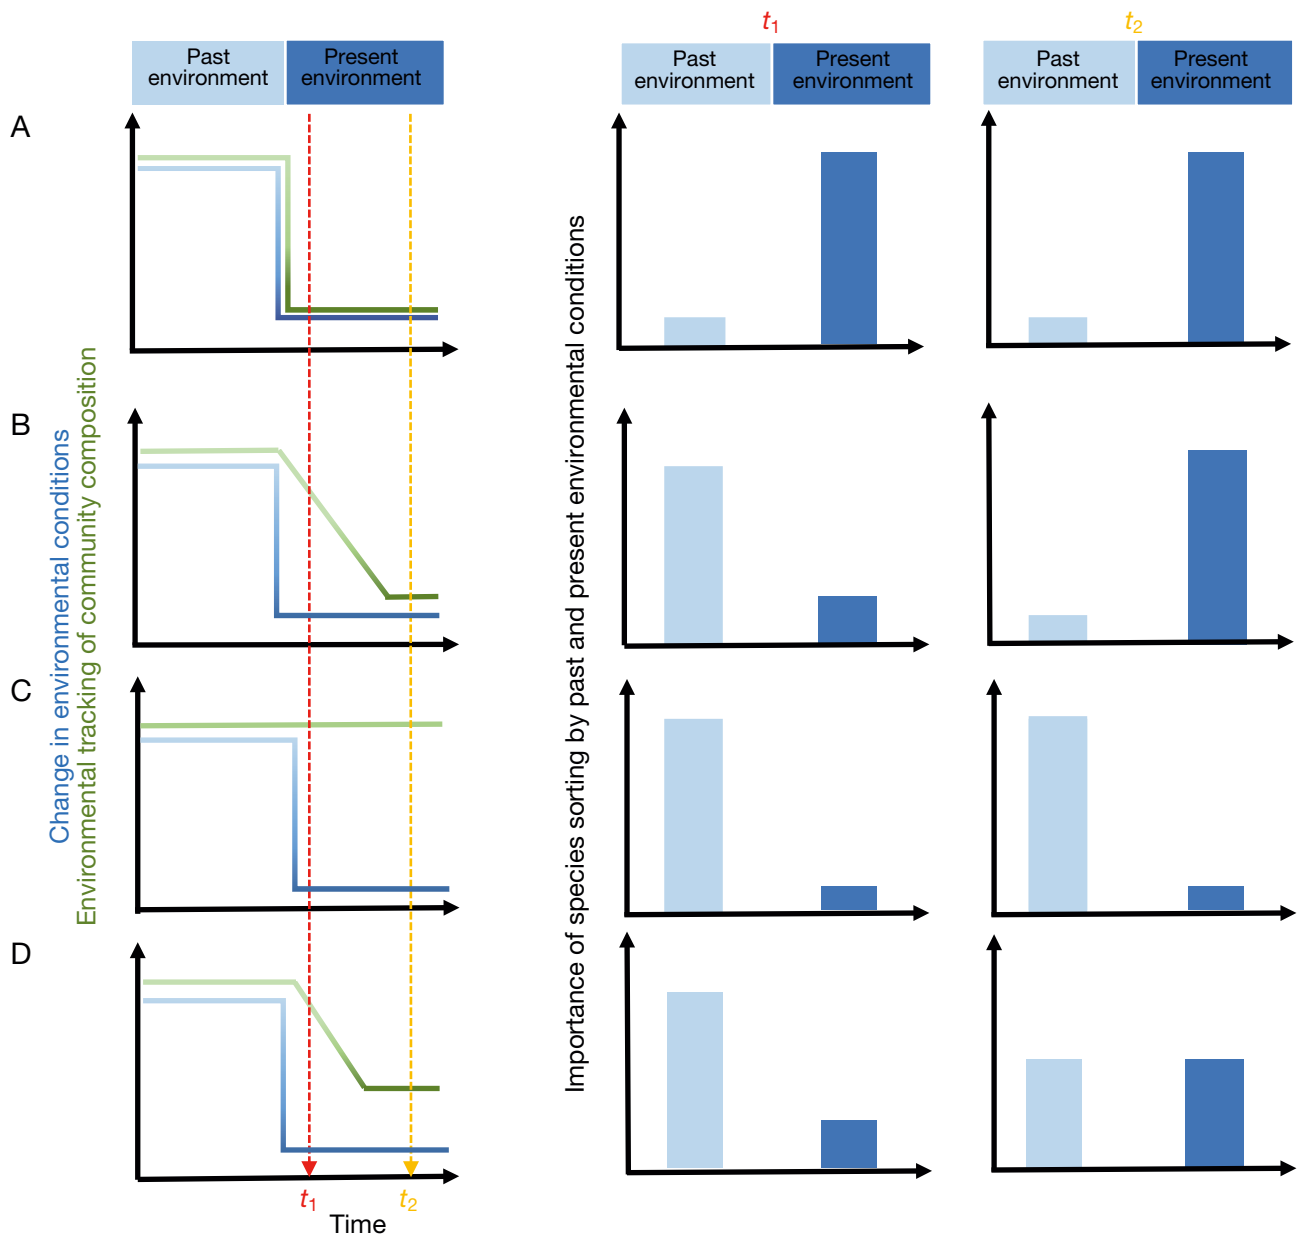 t1
t2
Past
environment
Present
environment
Past
environment
Present
environment
Past
environment
Present
environment
A
B
C
D
Change in environmental conditions
Environmental tracking of community composition
Importance of species sorting by past and present environmental conditions
t1
t2
Time